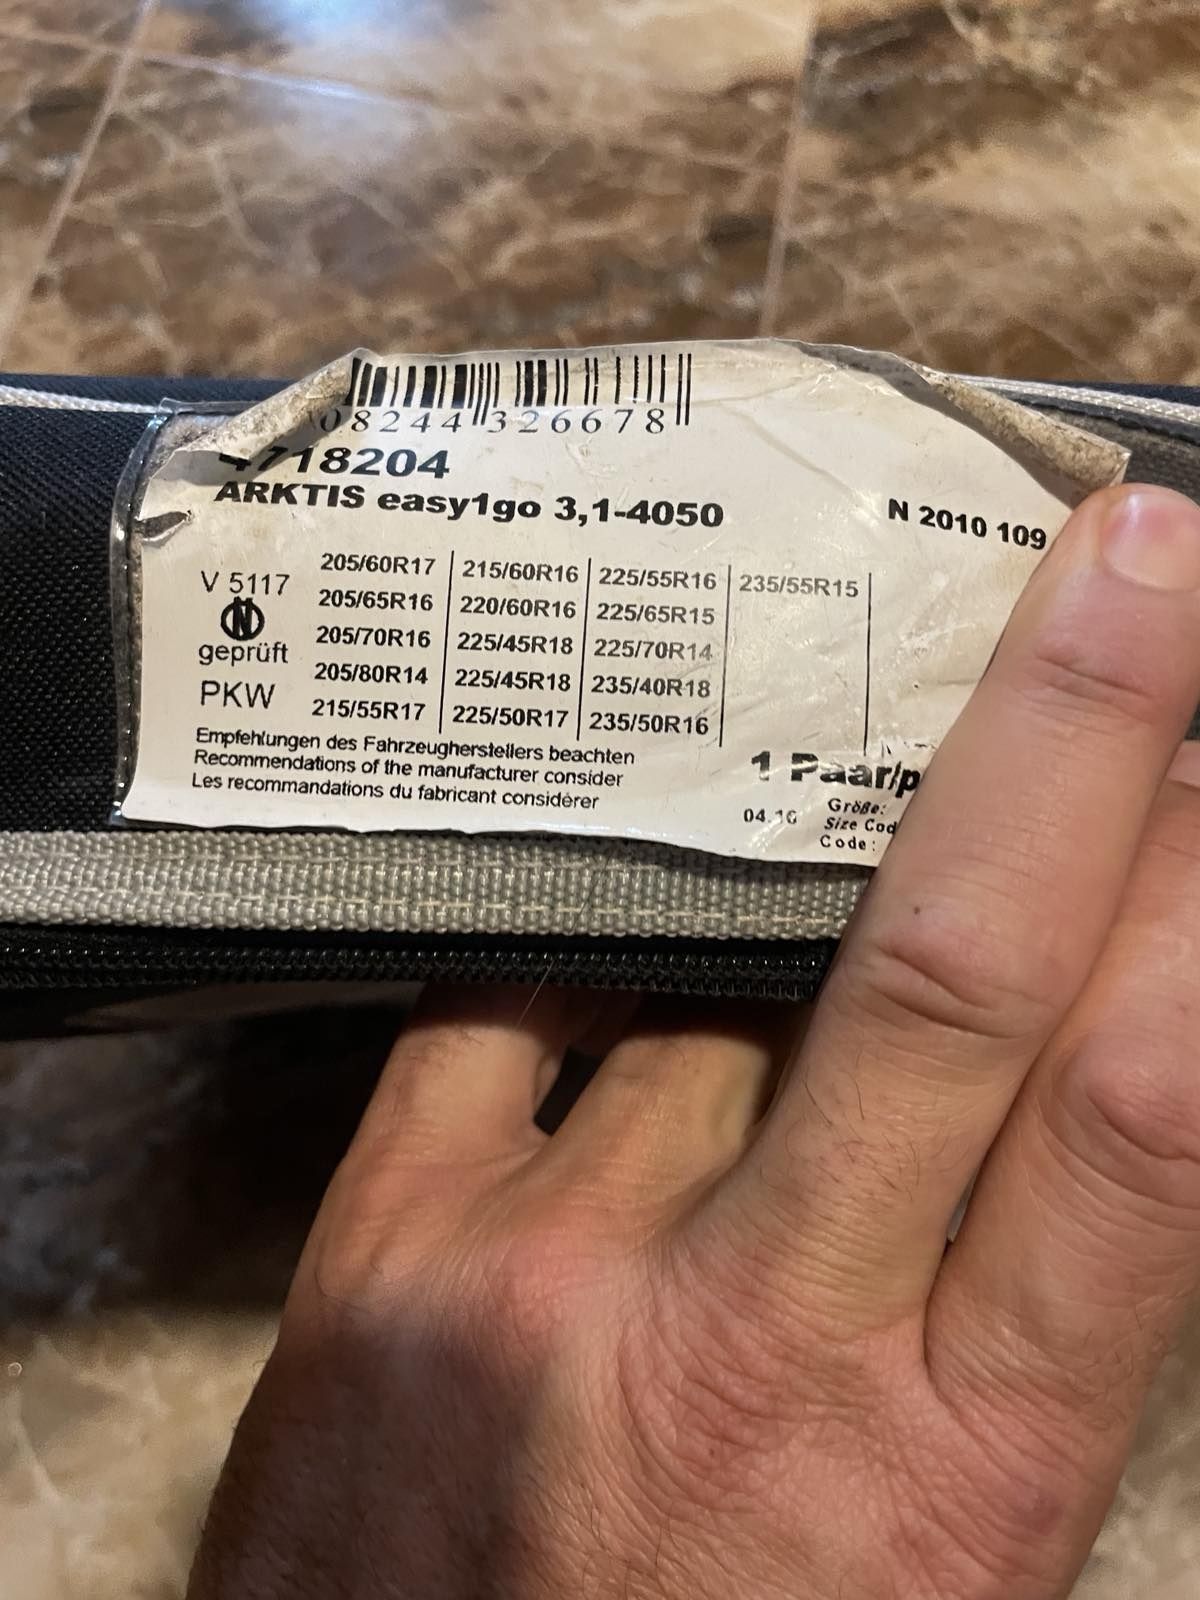 08244 326678
4718204
ARKTIS easy1go 3,1-4050
N 2010 109
V 5117
geprüft
PKW
205/60R17 215/60R16 225/55R16 235/55R15
205/65R16 220/60R16 225/65R15
205/70R16 225/45R18 225/70R14
205/80R14 225/45R18 235/40R18
215/55R17 225/50R17 235/50R16
Empfehlungen des Fahrzeugherstellers beachten
Recommendations of the manufacturer consider
Les recommandations du fabricant considérer
1 Paar/p
04.16
Größe:
Size Cod
Code: